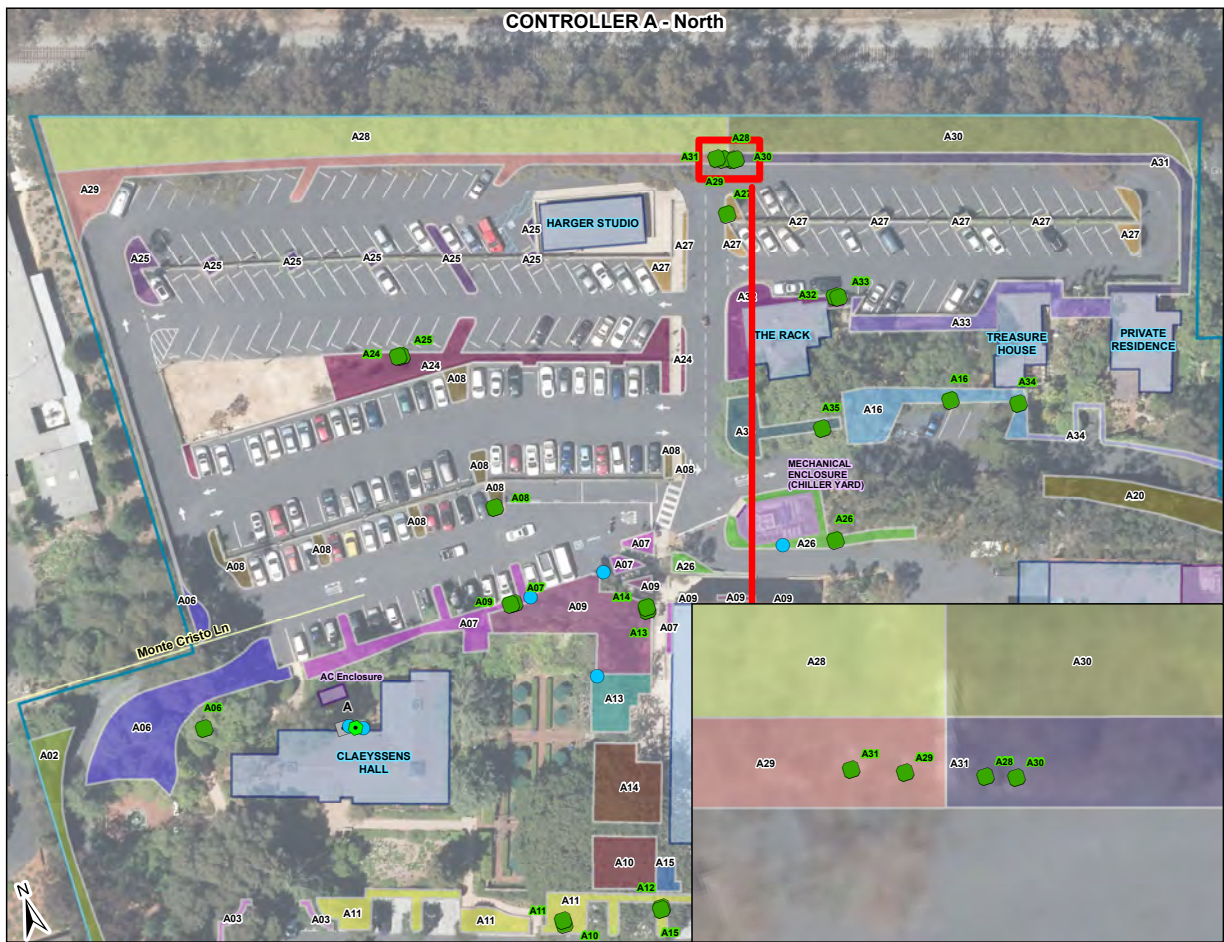 CONTROLLER A - North
A28
A28
A30
A31
A30
A31
A29
A29
A27
A25
A27
A27
A27
A27
HARGER STUDIO
A27
A27
A27
A25
A25
A25
A25
A25
A25
A27
A32
A33
A33
THE RACK
TREASURE
HOUSE
PRIVATE
RESIDENCE
A24
A25
A24
A24
A08
A16
A34
A16
A35
A34
A08
A08
MECHANICAL
ENCLOSURE
(CHILLER YARD)
A08
A08
A20
A08
A08
A26
A26
A08
A07
A07
A26
A06
A07
A09
A09
A09
A14
A09
A09
A09
A07
A13
A07
Monte Cristo Ln
AC Enclosure
A
A13
A06
A06
A02
CLAEYSSENS
HALL
A14
A10
A15
A12
A11
A11
A11
A11
A03
A03
A10
A15
N
A28
A30
A29
A31
A29
A31
A28
A30